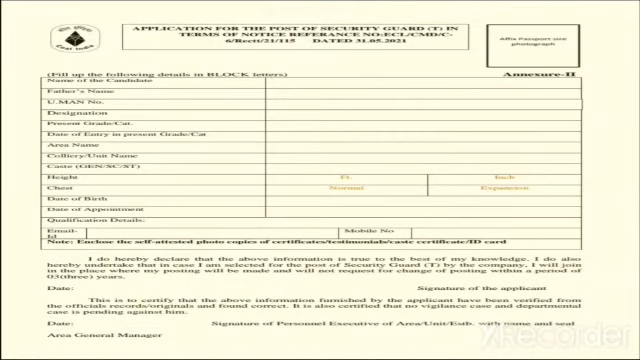 Coal India
APPLICATION FOR THE POST OF SECURITY GUARD (T) IN
TERMS OF NOTICE REFERANCE NO:ECL/CMD/C-
6/Rectt/21/115 DATED 31.05.2021
Affix Passport size
photograph
(Fill up the following details in BLOCK letters) Annexure-II
Name of the Candidate
Father's Name
U.MAN No.
Designation
Present Grade/Cat.
Date of Entry in present Grade/Cat
Area Name
Colliery/Unit Name
Caste (GEN/SC/ST)
Height Ft. Inch
Chest Normal Expansion
Date of Birth
Date of Appointment
Qualification Details:
Email- Mobile No
Id
Note: Enclose the self-attested photo copies of certificates/testimonials/caste certificate/ID card
I do hereby declare that the above information is true to the best of my knowledge. I do also
hereby undertake that in case I am selected for the post of Security Guard (T) by the company. I will join
in the place where my posting will be made and will not request for change of posting within a period of
03(three) years.
Date: Signature of the applicant
This is to certify that the above information furnished by the applicant have been verified from
the officials records/originals and found correct. It is also certified that no vigilance case and departmental
case is pending against him.
Date: Signature of Personnel Executive of Area/Unit/Estb. with name and seal
Area General Manager
XRecorder